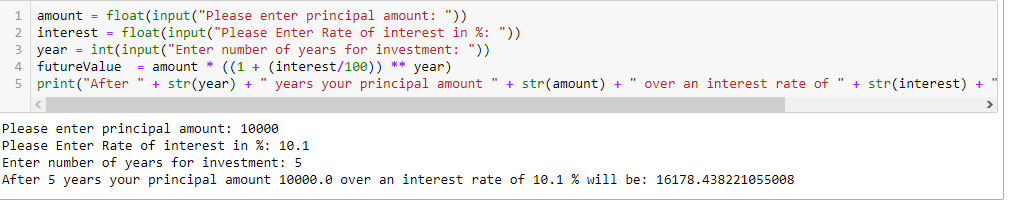 1 amount = float(input("Please enter principal amount: "))
2 interest = float(input("Please Enter Rate of interest in %: "))
3 year = int(input("Enter number of years for investment: "))
4 futureValue  = amount * ((1 + (interest/100)) ** year)
5 print("After " + str(year) + " years your principal amount " + str(amount) + " over an interest rate of " + str(interest) + "
Please enter principal amount: 10000
Please Enter Rate of interest in %: 10.1
Enter number of years for investment: 5
After 5 years your principal amount 10000.0 over an interest rate of 10.1 % will be: 16178.438221055008